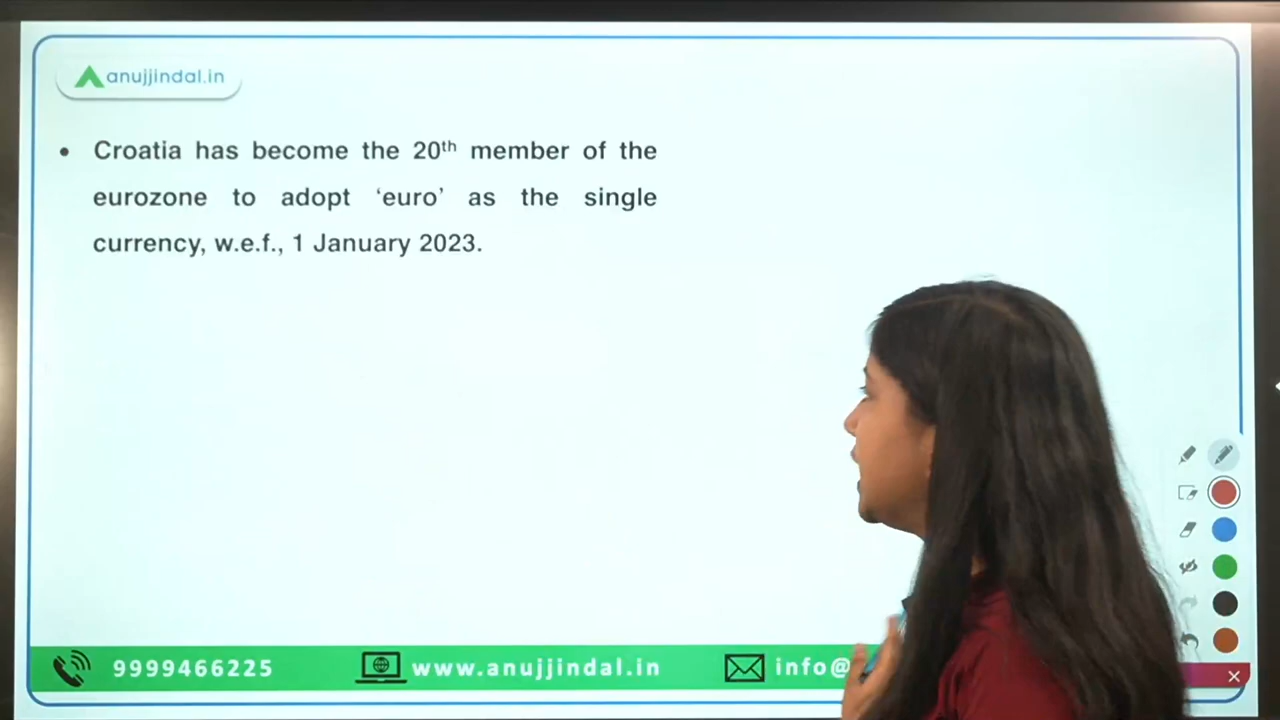 anujjindal.in
• Croatia has become the 20th member of the
eurozone to adopt ‘euro’ as the single
currency, w.e.f., 1 January 2023.
9999466225
www.anujjindal.in
info@